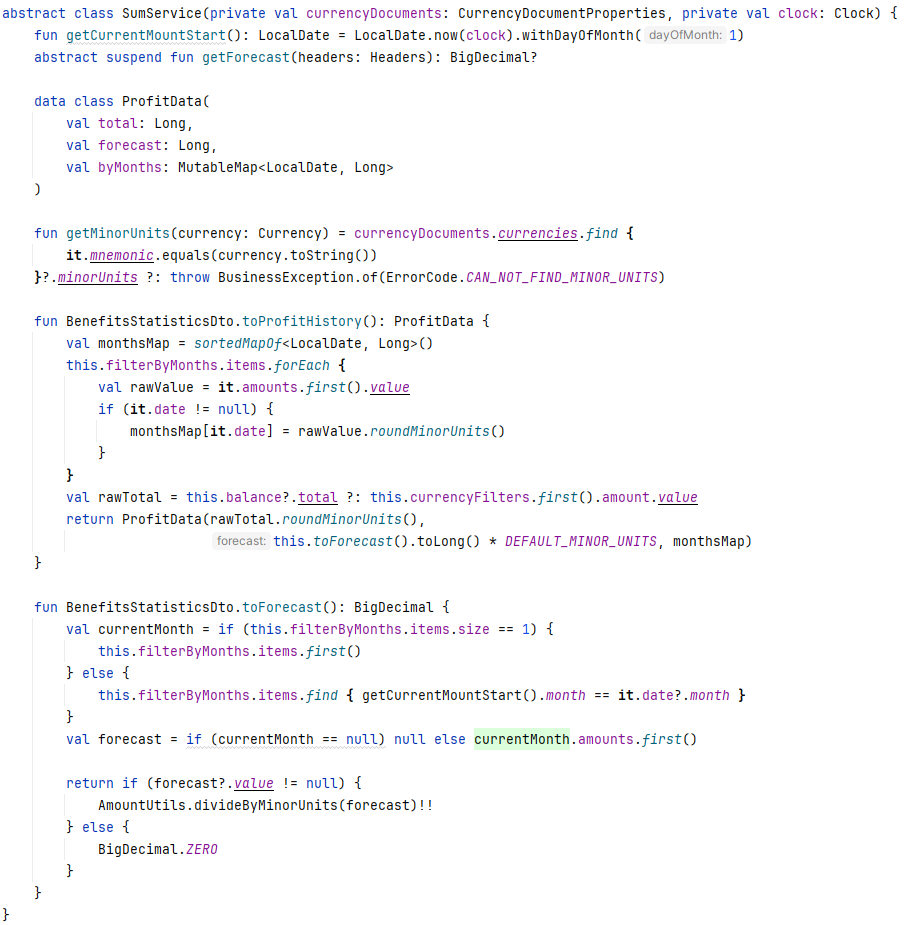 abstract class SumService(private val currencyDocuments: CurrencyDocumentProperties, private val clock: Clock) {
    fun getCurrentMountStart(): LocalDate = LocalDate.now(clock).withDayOfMonth( dayOfMonth: 1)
    abstract suspend fun getForecast(headers: Headers): BigDecimal?

    data class ProfitData(
        val total: Long,
        val forecast: Long,
        val byMonths: MutableMap<LocalDate, Long>
    )

    fun getMinorUnits(currency: Currency) = currencyDocuments.currencies.find {
        it.mnemonic.equals(currency.toString())
    }?.minorUnits ?: throw BusinessException.of(ErrorCode.CAN_NOT_FIND_MINOR_UNITS)

    fun BenefitsStatisticsDto.toProfitHistory(): ProfitData {
        val monthsMap = sortedMapOf<LocalDate, Long>()
        this.filterByMonths.items.forEach {
            val rawValue = it.amounts.first().value
            if (it.date != null) {
                monthsMap[it.date] = rawValue.roundMinorUnits()
            }
        }
        val rawTotal = this.balance?.total ?: this.currencyFilters.first().amount.value
        return ProfitData(rawTotal.roundMinorUnits(),
                          forecast: this.toForecast().toLong() * DEFAULT_MINOR_UNITS, monthsMap)
    }

    fun BenefitsStatisticsDto.toForecast(): BigDecimal {
        val currentMonth = if (this.filterByMonths.items.size == 1) {
            this.filterByMonths.items.first()
        } else {
            this.filterByMonths.items.find { getCurrentMountStart().month == it.date?.month }
        }
        val forecast = if (currentMonth == null) null else currentMonth.amounts.first()

        return if (forecast?.value != null) {
            AmountUtils.divideByMinorUnits(forecast)!!
        } else {
            BigDecimal.ZERO
        }
    }
}